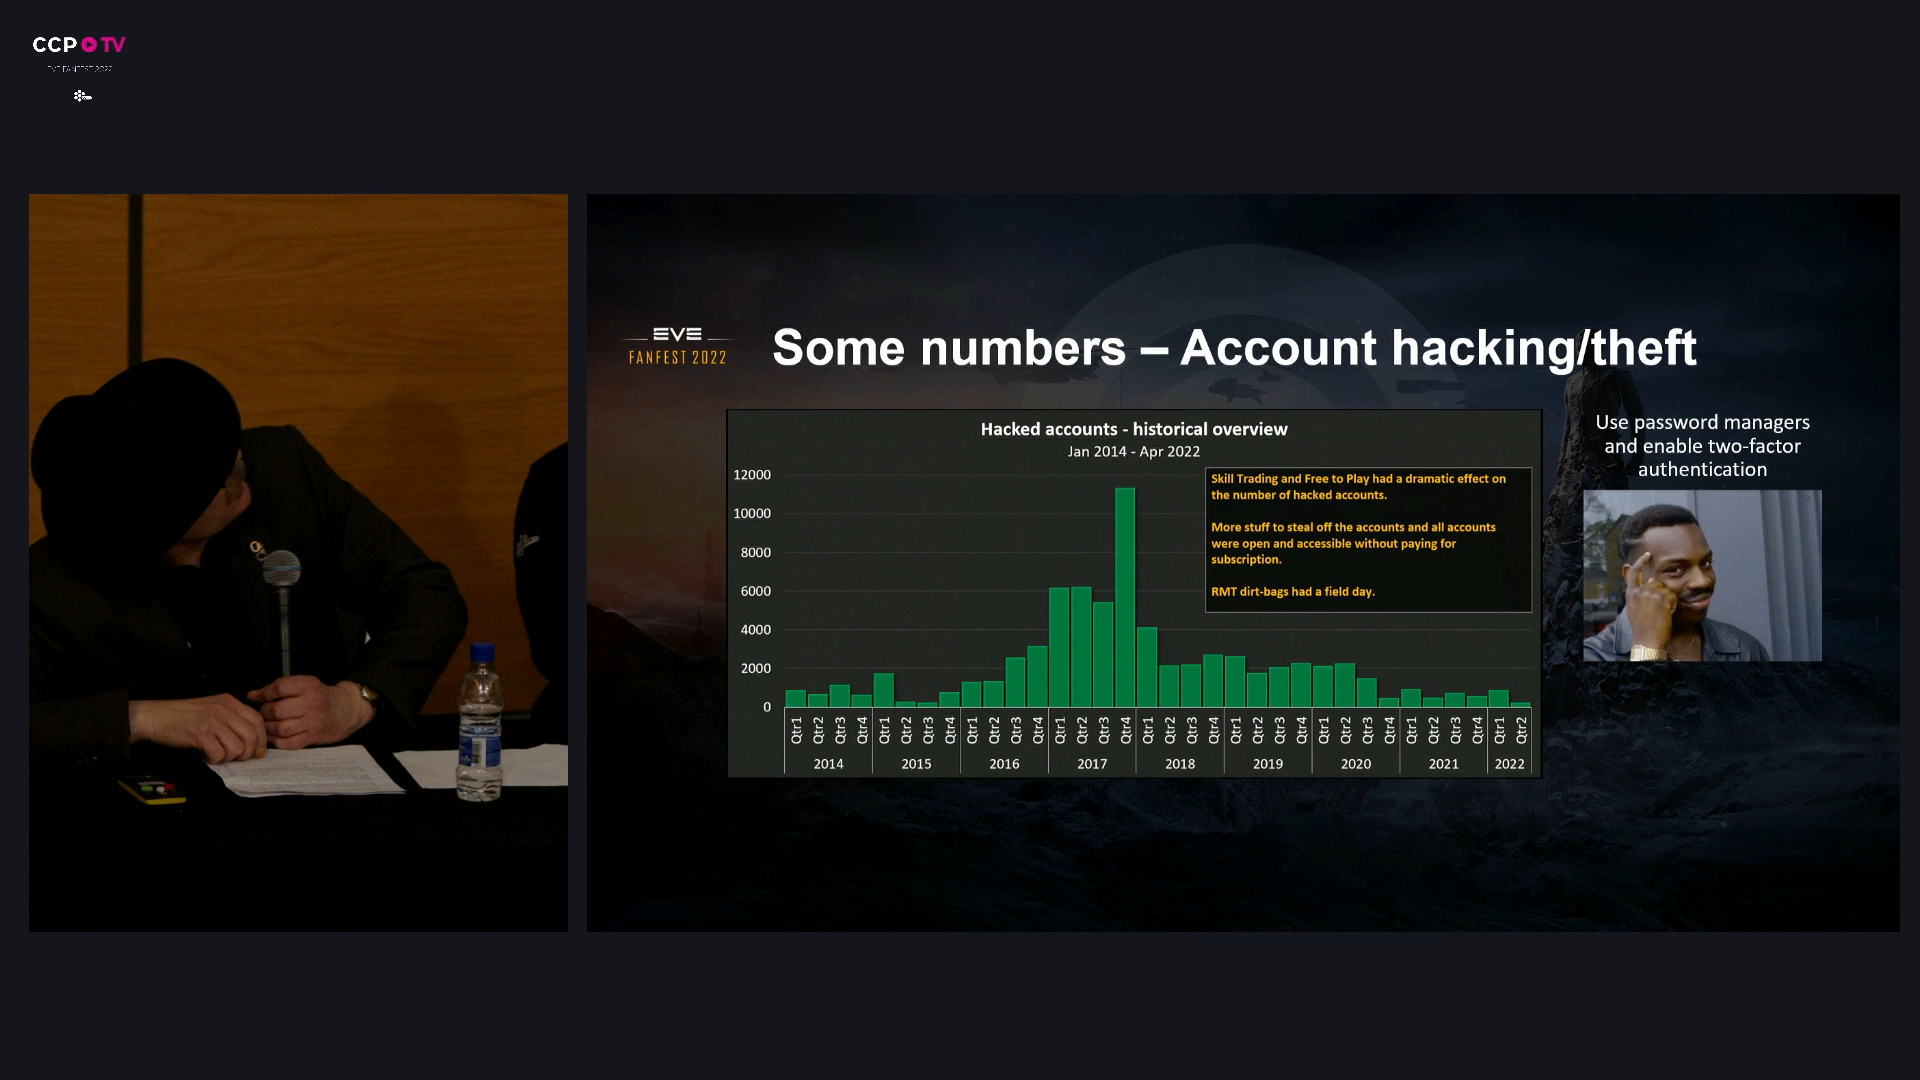 CCP TV
EVE FANFEST 2022
EVE
FANFEST 2022
Some numbers – Account hacking/theft
Hacked accounts - historical overview
Jan 2014 - Apr 2022
12000
10000
8000
6000
4000
2000
0
Skill Trading and Free to Play had a dramatic effect on
the number of hacked accounts.
More stuff to steal off the accounts and all accounts
were open and accessible without paying for
subscription.
RMT dirt-bags had a field day.
Qtr1 Qtr2 Qtr3 Qtr4 Qtr1 Qtr2 Qtr3 Qtr4 Qtr1 Qtr2 Qtr3 Qtr4 Qtr1 Qtr2 Qtr3 Qtr4 Qtr1 Qtr2 Qtr3 Qtr4 Qtr1 Qtr2 Qtr3 Qtr4 Qtr1 Qtr2 Qtr3 Qtr4 Qtr1 Qtr2 Qtr3 Qtr4 Qtr1 Qtr2
2014 2015 2016 2017 2018 2019 2020 2021 2022
Use password managers
and enable two-factor
authentication